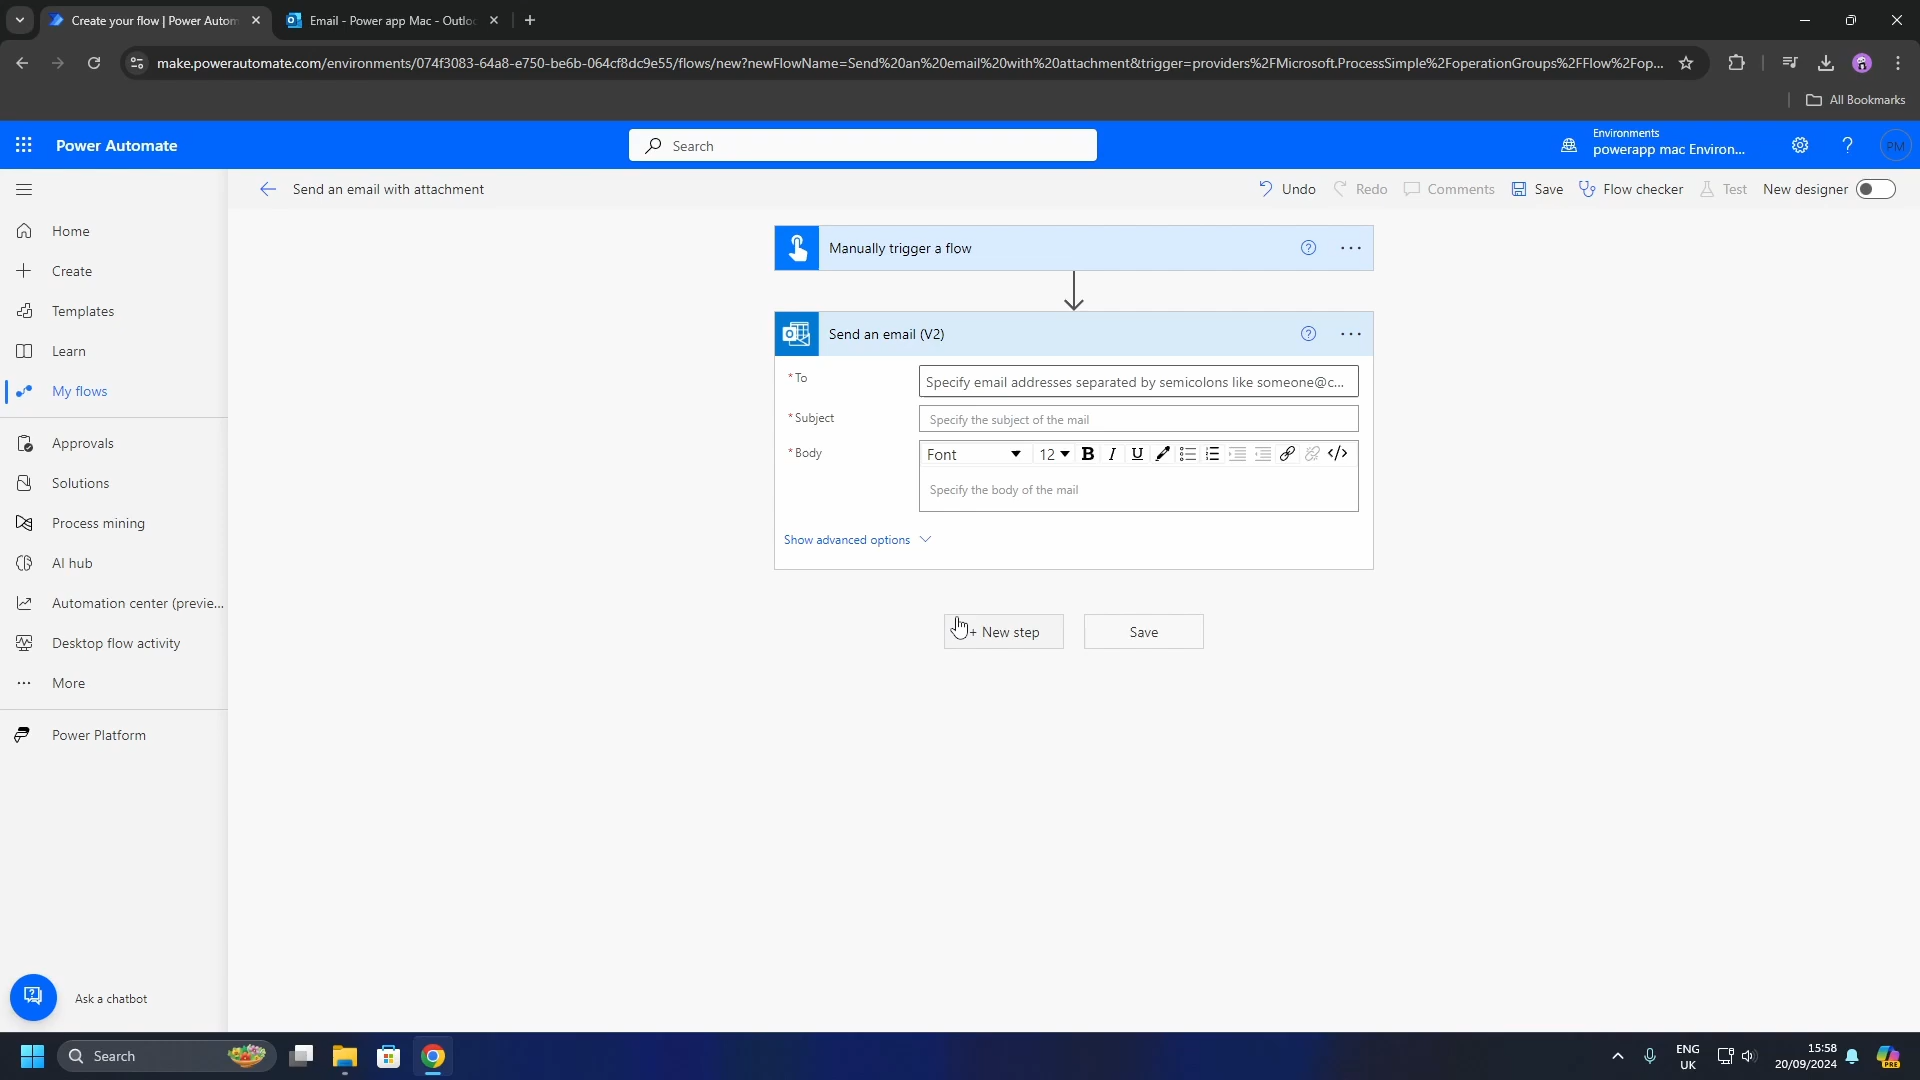 Create your flow | Power Autom
Email - Power app Mac - Outlo
make.powerautomate.com/environments/074f3083-64a8-e750-be6b-064cf8dc9e55/flows/new?newFlowName=Send%20an%20email%20with%20attachment&trigger=providers%2FMicrosoft.ProcessSimple%2FoperationGroups%2FFlow%2Fop...
All Bookmarks
Power Automate
Search
Environments
powerapp mac Environ...
PM
Send an email with attachment
Undo
Redo
Comments
Save
Flow checker
Test
New designer
Home
Create
Templates
Learn
My flows
Approvals
Solutions
Process mining
AI hub
Automation center (previe...
Desktop flow activity
More
Power Platform
Ask a chatbot
Manually trigger a flow
Send an email (V2)
* To
Specify email addresses separated by semicolons like someone@c...
* Subject
Specify the subject of the mail
* Body
Font
12
B I U </>
Specify the body of the mail
Show advanced options
+ New step
Save
Search
ENG
UK
15:58
20/09/2024
PRE